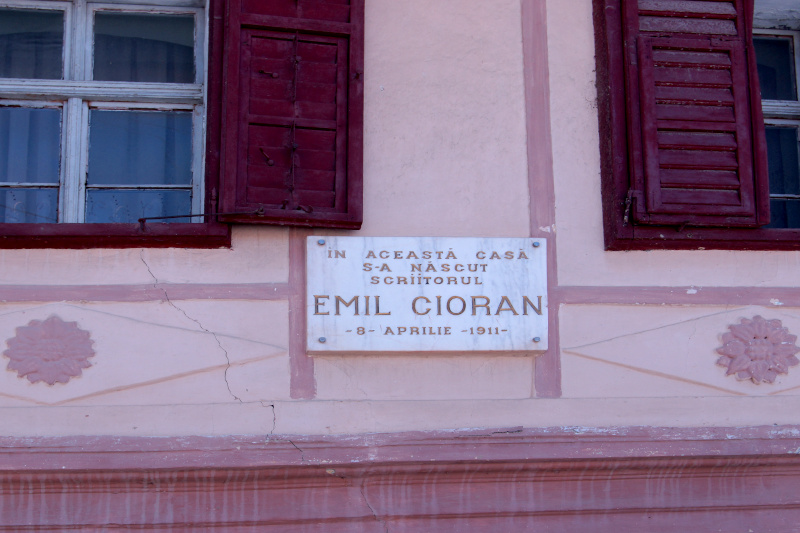 ÎN ACEASTĂ CASĂ
S-A NĂSCUT
SCRIITORUL
EMIL CIORAN
-8- APRILIE -1911-